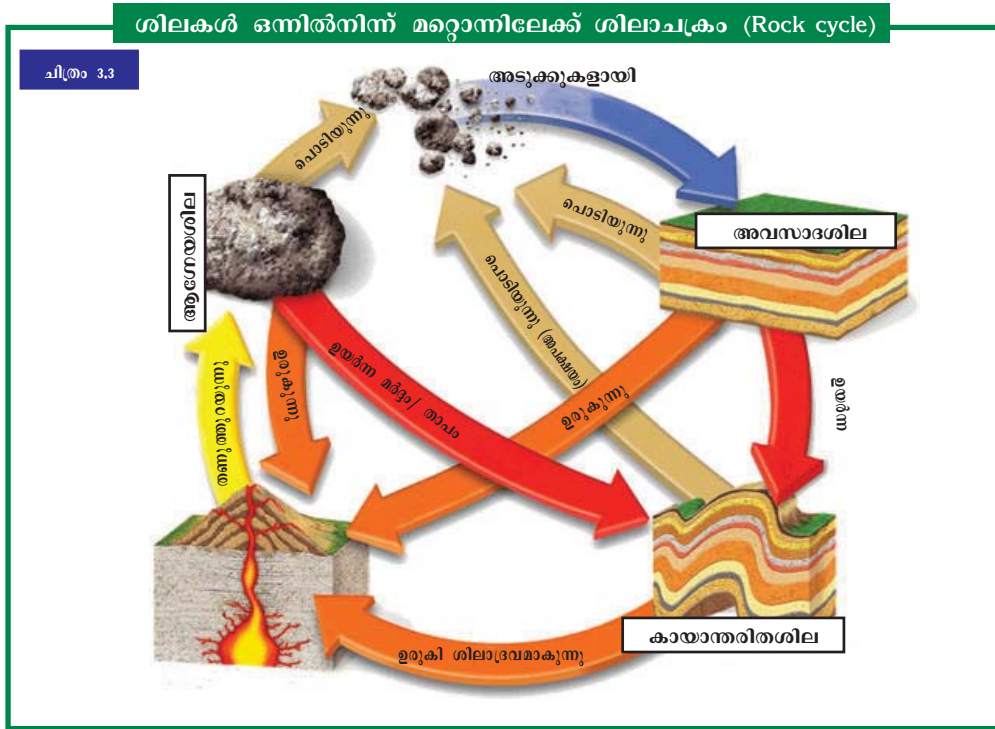 ശിലകൾ ഒന്നിൽനിന്ന് മറ്റൊന്നിലേക്ക് ശിലാചക്രം (Rock cycle)
ചിത്രം 3.3
അടുക്കുകളായി
പൊടിയുന്നു
ആഗ്നേയശില
പൊടിയുന്നു
അവസാദശില
പൊടിയുന്നു (അപക്ഷയം)
തണുത്തുറയുന്നു
ഉരുകുന്നു
ഉയർന്ന മർദ്ദം/ താപം
ഉരുകുന്നു
ഉയർന്ന
കായാന്തരിതശില
ഉരുകി ശിലാദ്രവമാകുന്നു